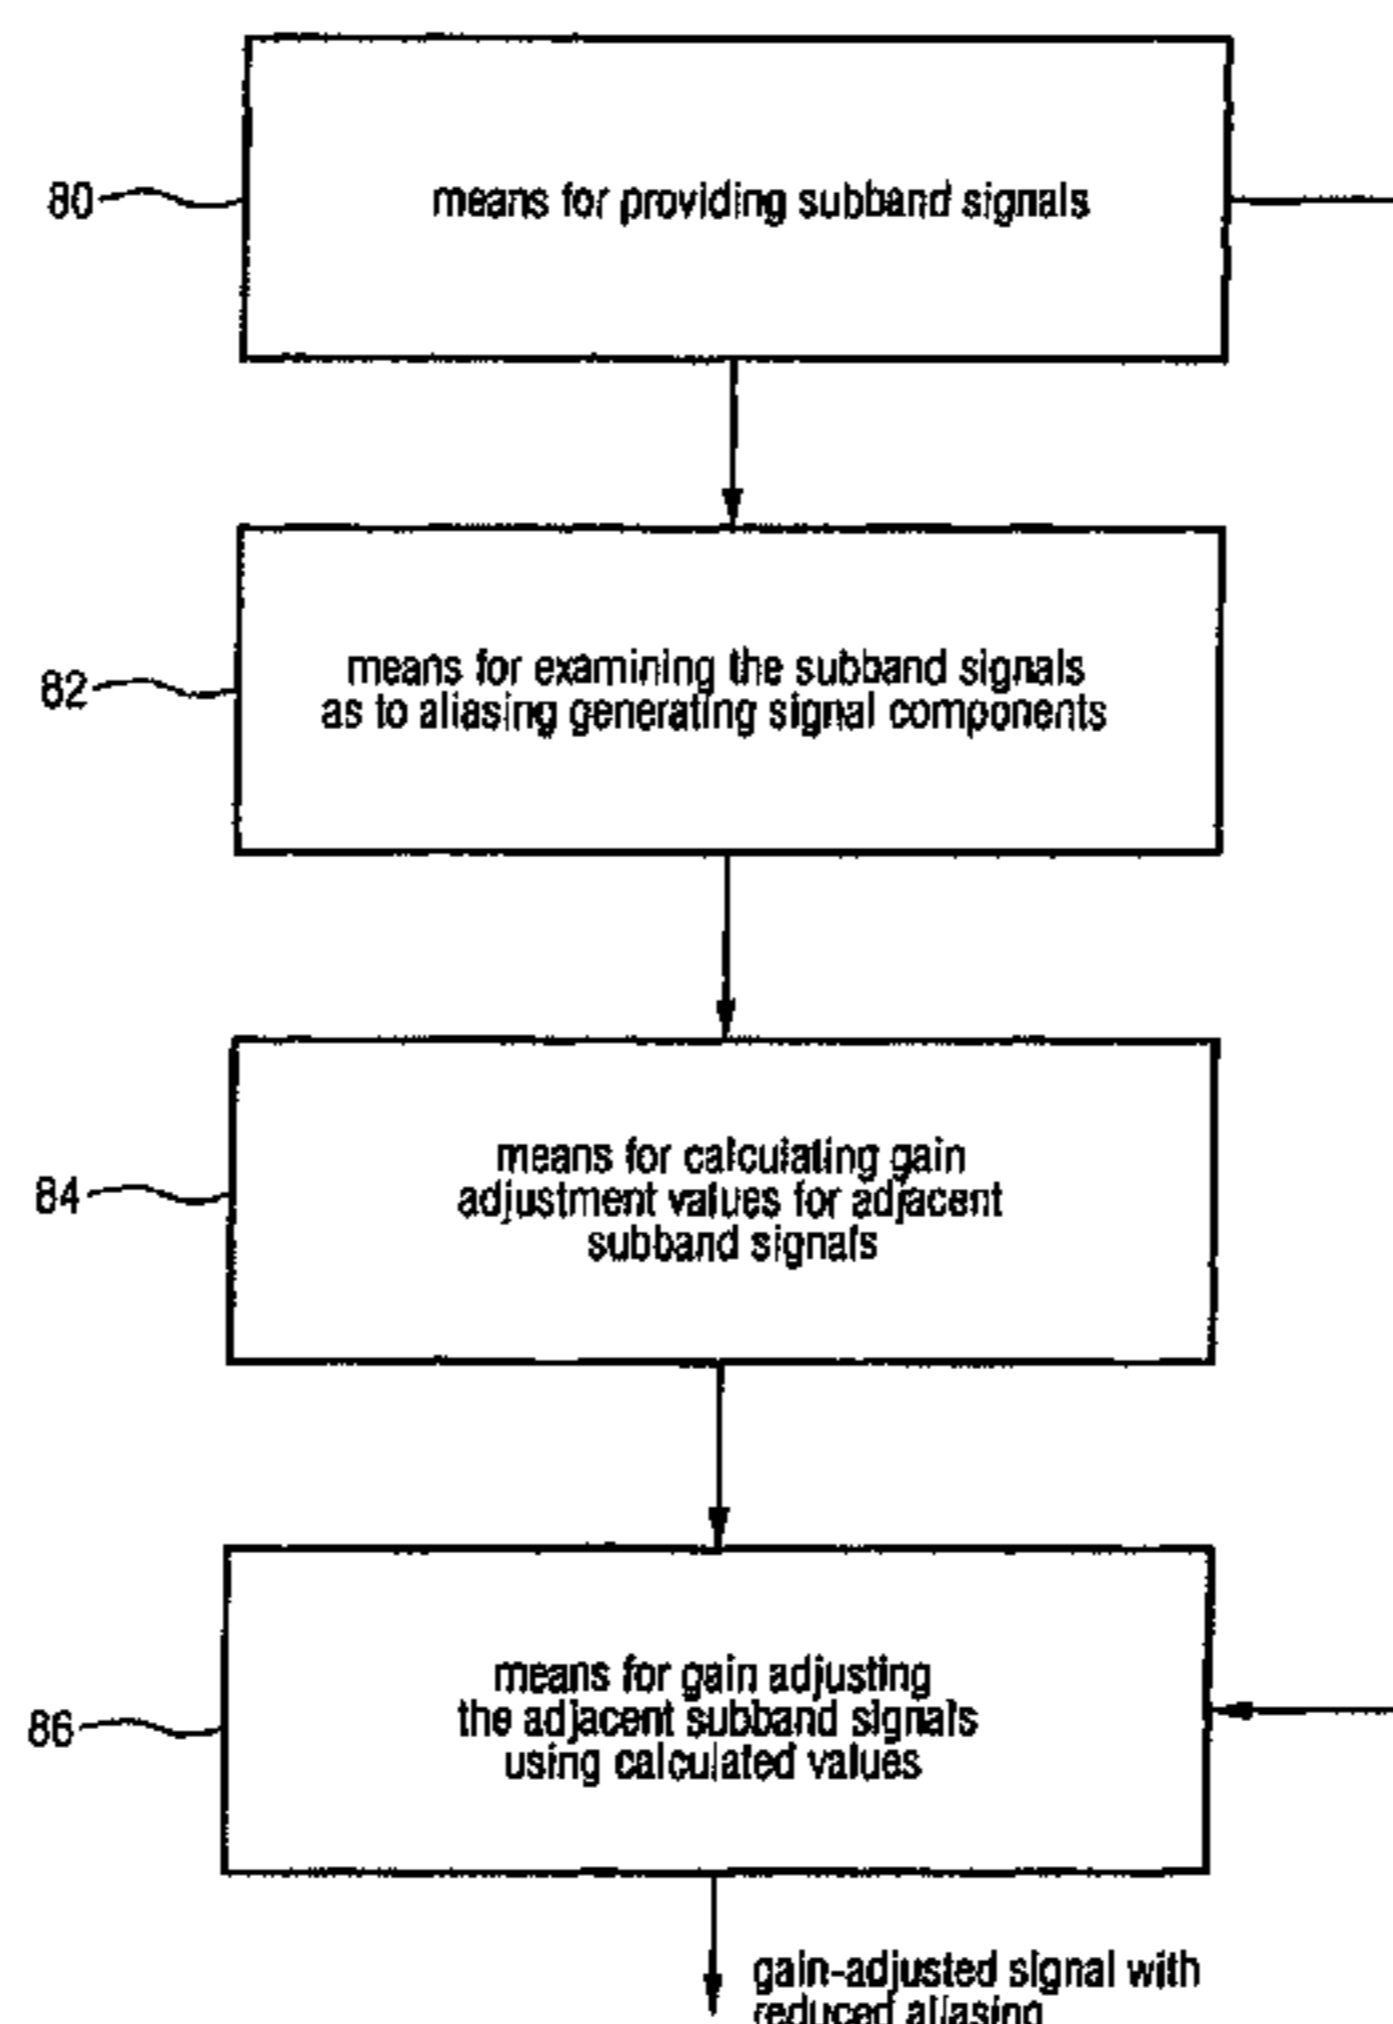 80
means for providing subband signals
82
means for examining the subband signals
as to aliasing generating signal components
84
means for calculating gain
adjustment values for adjacent
subband signals
86
means for gain adjusting
the adjacent subband signals
using calculated values
gain-adjusted signal with
reduced aliasing